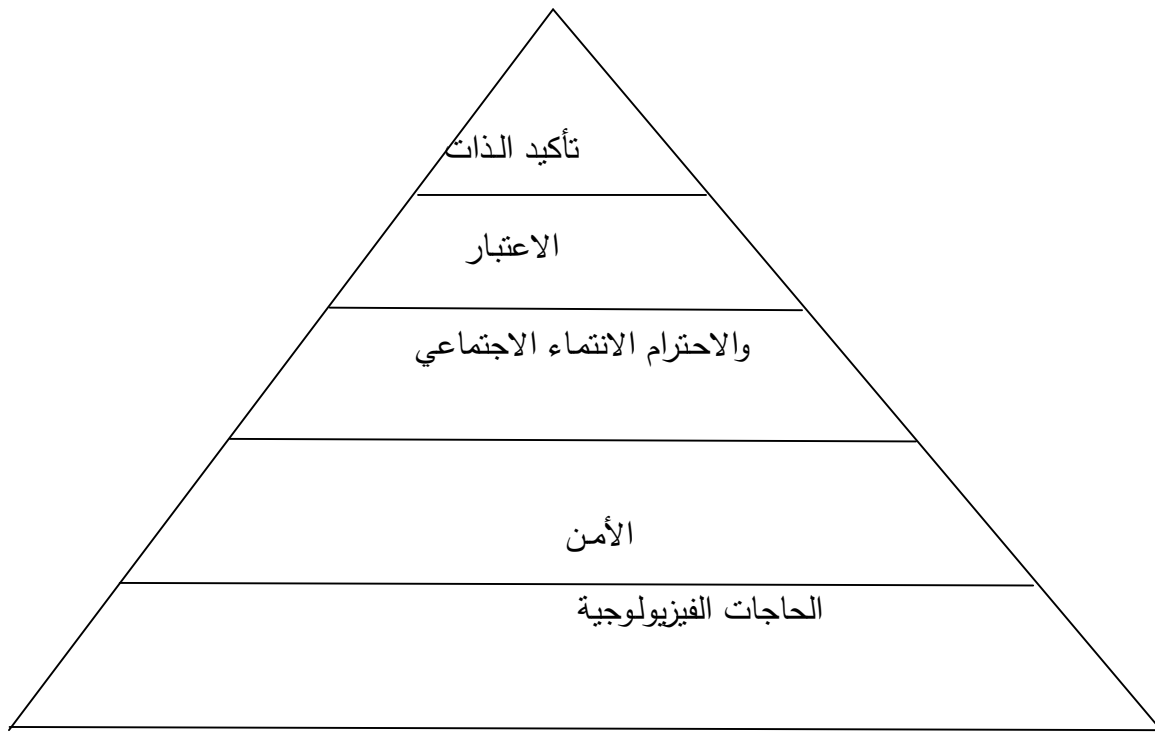 تأكيد الذات
الاعتبار
والاحترام الانتماء الاجتماعي
الأمن
الحاجات الفيزيولوجية